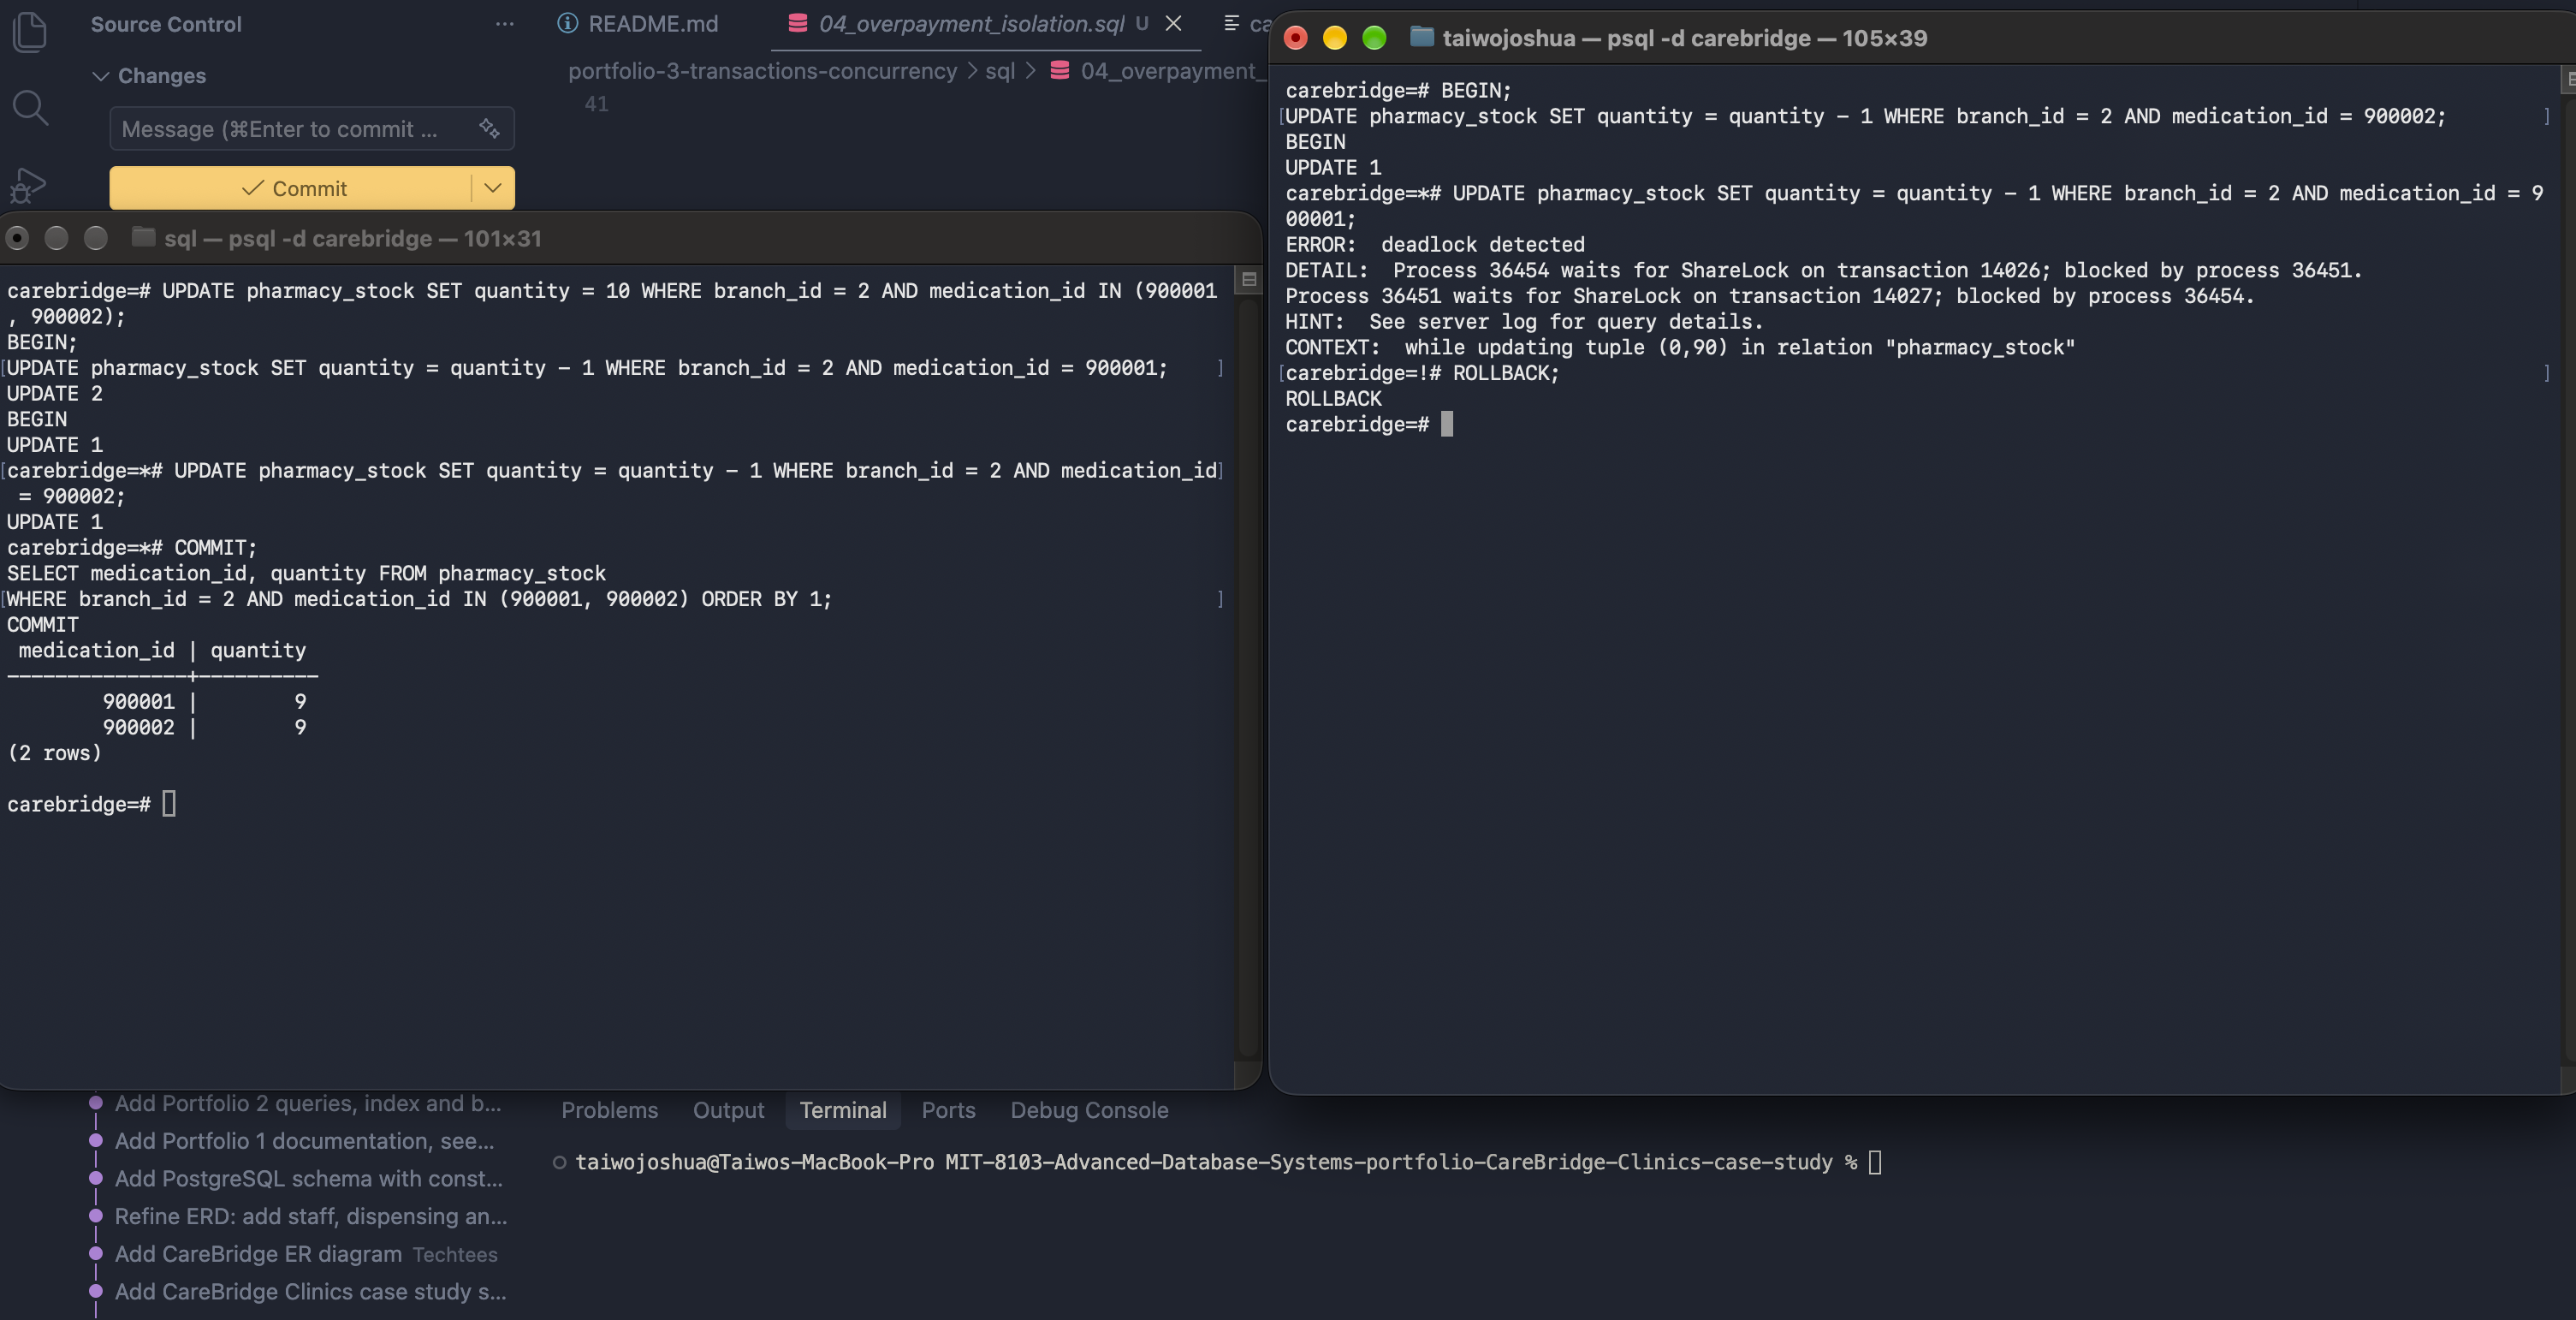 Source Control
···
README.md
04_overpayment_isolation.sql U
ca
Changes
portfolio-3-transactions-concurrency > sql > 04_overpayment_
41
Message (⌘Enter to commit ...
Commit
sql — psql -d carebridge — 101×31
carebridge=# UPDATE pharmacy_stock SET quantity = 10 WHERE branch_id = 2 AND medication_id IN (900001
, 900002);
BEGIN;
[UPDATE pharmacy_stock SET quantity = quantity - 1 WHERE branch_id = 2 AND medication_id = 900001; ]
UPDATE 2
BEGIN
UPDATE 1
[carebridge=*# UPDATE pharmacy_stock SET quantity = quantity - 1 WHERE branch_id = 2 AND medication_id]
= 900002;
UPDATE 1
carebridge=*# COMMIT;
SELECT medication_id, quantity FROM pharmacy_stock
[WHERE branch_id = 2 AND medication_id IN (900001, 900002) ORDER BY 1; ]
COMMIT
medication_id | quantity
---------------+----------
900001 | 9
900002 | 9
(2 rows)
carebridge=#
taiwojoshua — psql -d carebridge — 105×39
carebridge=# BEGIN;
[UPDATE pharmacy_stock SET quantity = quantity - 1 WHERE branch_id = 2 AND medication_id = 900002; ]
BEGIN
UPDATE 1
carebridge=*# UPDATE pharmacy_stock SET quantity = quantity - 1 WHERE branch_id = 2 AND medication_id = 9
00001;
ERROR:  deadlock detected
DETAIL:  Process 36454 waits for ShareLock on transaction 14026; blocked by process 36451.
Process 36451 waits for ShareLock on transaction 14027; blocked by process 36454.
HINT:  See server log for query details.
CONTEXT:  while updating tuple (0,90) in relation "pharmacy_stock"
[carebridge=!# ROLLBACK; ]
ROLLBACK
carebridge=#
Add Portfolio 2 queries, index and b...
Add Portfolio 1 documentation, see...
Add PostgreSQL schema with const...
Refine ERD: add staff, dispensing an...
Add CareBridge ER diagram Techtees
Add CareBridge Clinics case study s...
Problems Output Terminal Ports Debug Console
taiwojoshua@Taiwos-MacBook-Pro MIT-8103-Advanced-Database-Systems-portfolio-CareBridge-Clinics-case-study %